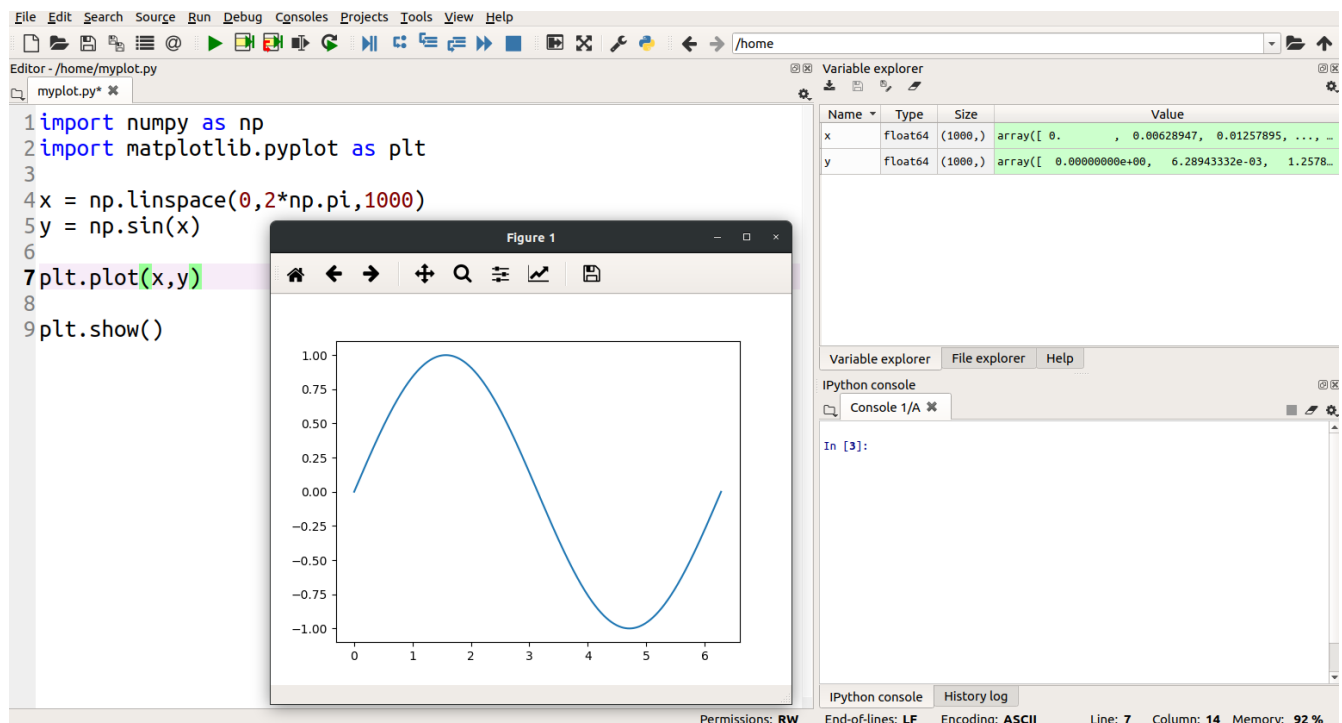 File Edit Search Source Run Debug Consoles Projects Tools View Help
@ /home
Editor - /home/myplot.py
myplot.py*
1 import numpy as np
2 import matplotlib.pyplot as plt
3
4 x = np.linspace(0,2*np.pi,1000)
5 y = np.sin(x)
6
7 plt.plot(x,y)
8
9 plt.show()
Figure 1
1.00
0.75
0.50
0.25
0.00
−0.25
−0.50
−0.75
−1.00
0 1 2 3 4 5 6
Variable explorer
Name Type Size Value
x float64 (1000,) array([ 0. , 0.00628947, 0.01257895, ..., …
y float64 (1000,) array([ 0.00000000e+00, 6.28943332e-03, 1.2578…
Variable explorer File explorer Help
IPython console
Console 1/A
In [3]:
IPython console History log
Permissions: RW End-of-lines: LF Encoding: ASCII Line: 7 Column: 14 Memory: 92 %